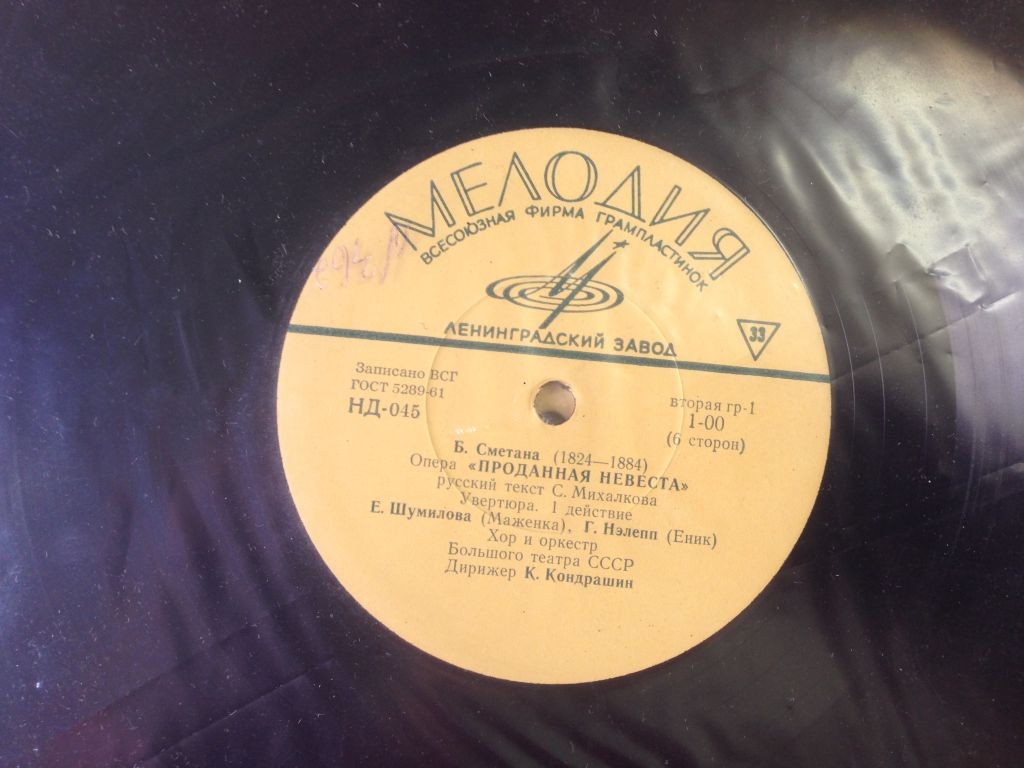 МЕЛОДИЯ
ВСЕСОЮЗНАЯ ФИРМА ГРАМПЛАСТИНОК
ЛЕНИНГРАДСКИЙ ЗАВОД
33
Записано ВСГ
ГОСТ 5289-61
НД-045
вторая гр-1
1-00
(6 сторон)
Б. Сметана (1824—1884)
Опера «ПРОДАННАЯ НЕВЕСТА»
русский текст С. Михалкова
Увертюра. 1 действие
Е. Шумилова (Маженка), Г. Нэлепп (Еник)
Хор и оркестр
Большого театра СССР
Дирижер К. Кондрашин